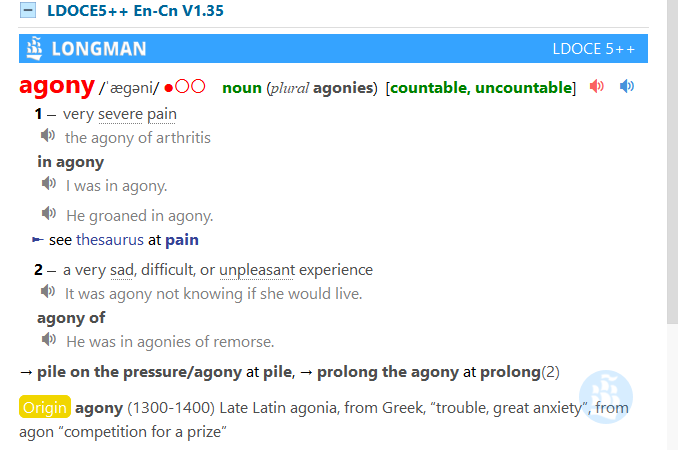 LDOCE5++ En-Cn V1.35
LONGMAN LDOCE 5++
agony /ˈæɡəni/ ●○○ noun (plural agonies) [countable, uncountable]
1 – very severe pain
the agony of arthritis
in agony
I was in agony.
He groaned in agony.
► see thesaurus at pain
2 – a very sad, difficult, or unpleasant experience
It was agony not knowing if she would live.
agony of
He was in agonies of remorse.
→ pile on the pressure/agony at pile, → prolong the agony at prolong(2)
Origin agony (1300-1400) Late Latin agonia, from Greek, “trouble, great anxiety”, from
agon “competition for a prize”